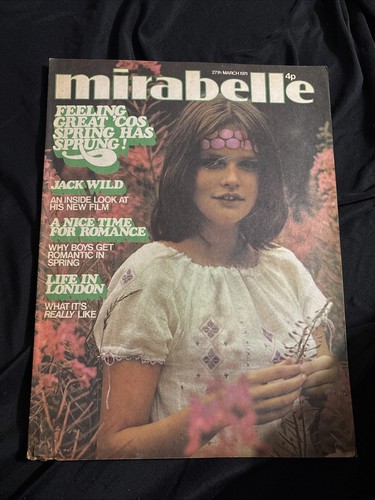 27th MARCH 1971
4p
mirabelle
FEELING
GREAT 'COS
SPRING HAS
SPRUNG!
JACK WILD
AN INSIDE LOOK AT
HIS NEW FILM
A NICE TIME
FOR ROMANCE
WHY BOYS GET
ROMANTIC IN
SPRING
LIFE IN
LONDON
WHAT IT'S
REALLY LIKE